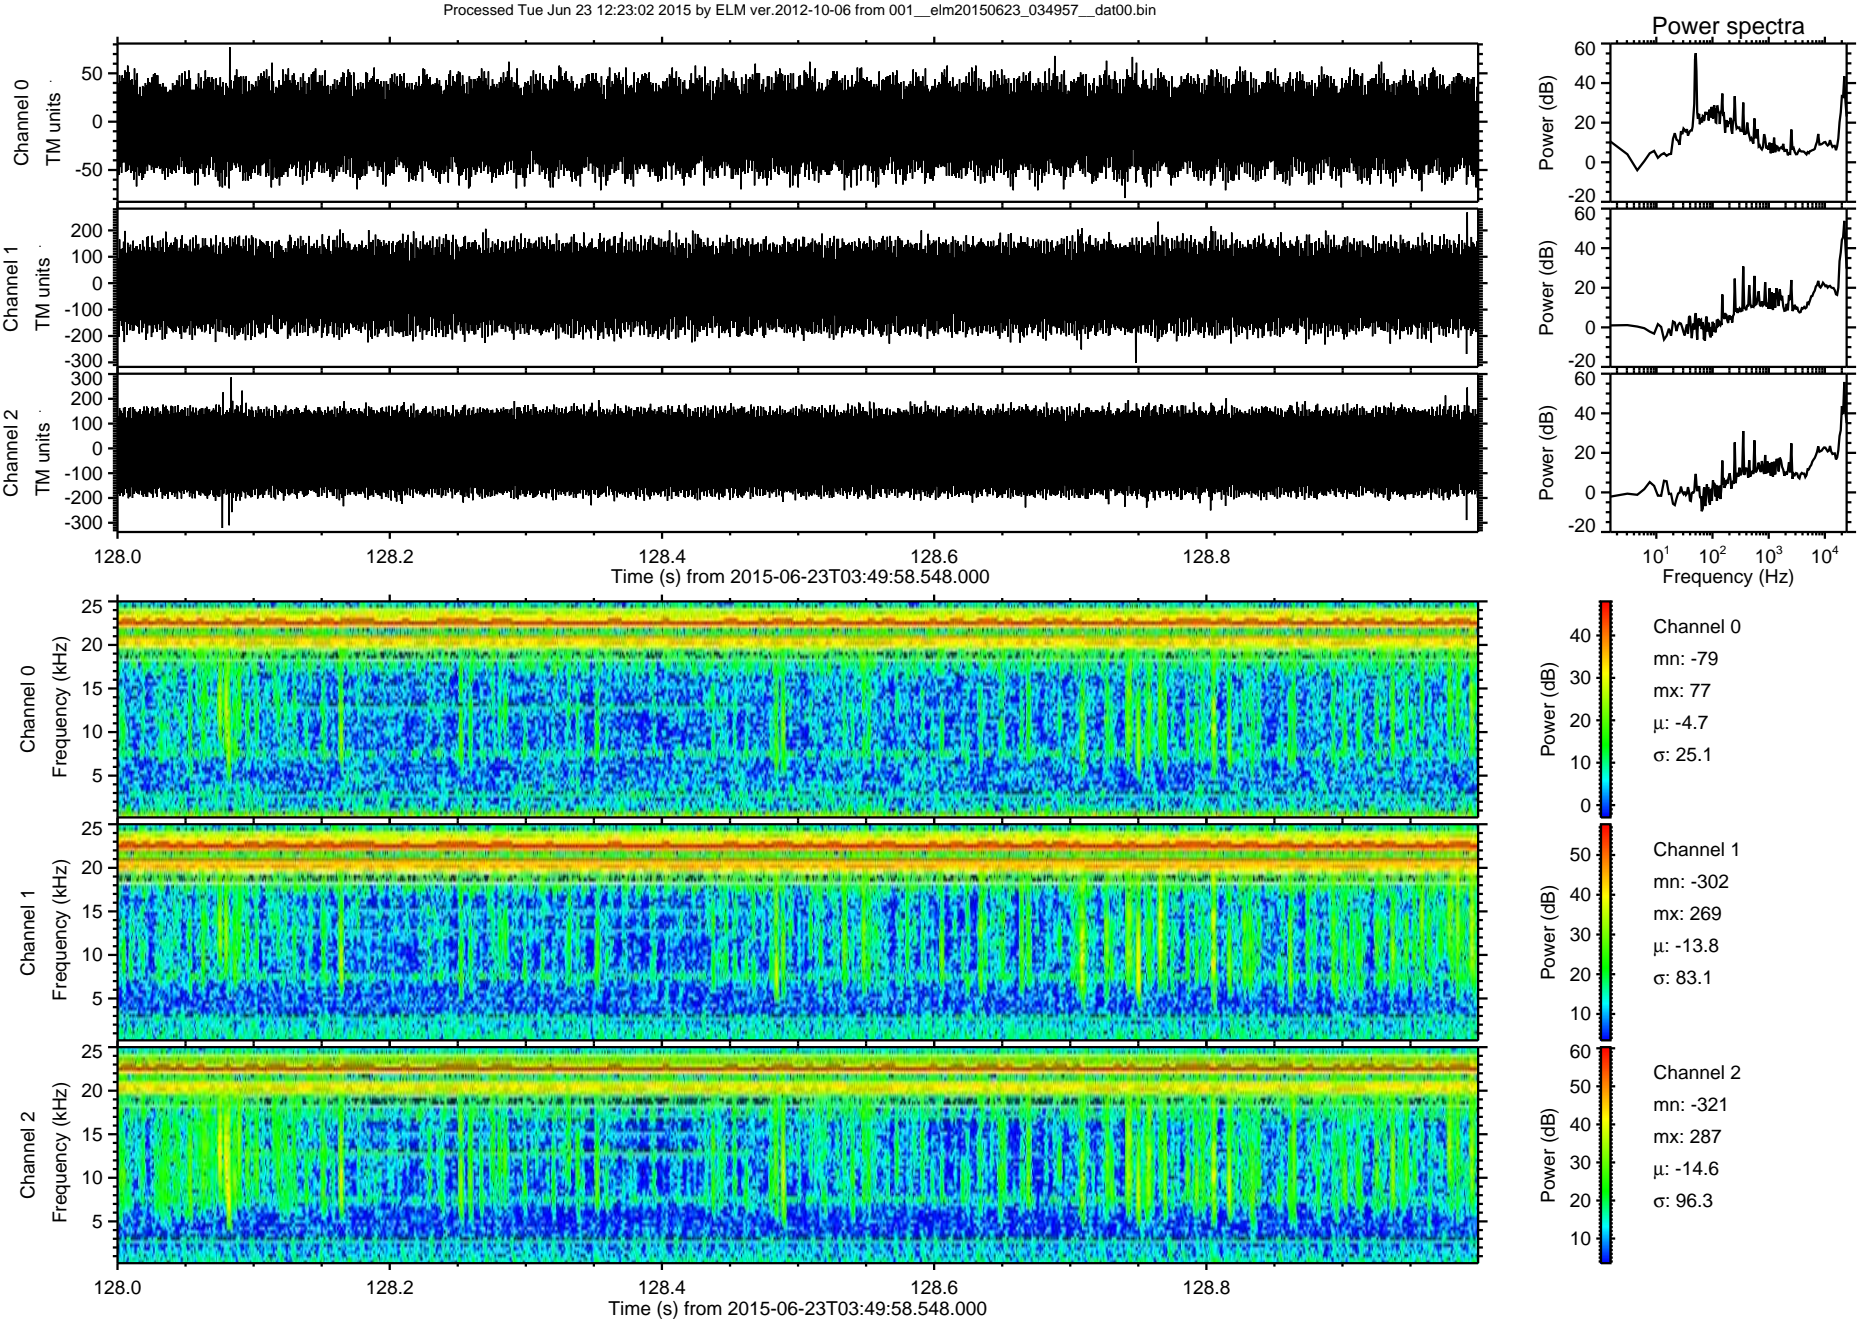 Processed Tue Jun 23 12:23:02 2015 by ELM ver.2012-10-06 from 001__elm20150623_034957__dat00.bin
Power spectra
Channel 0
TM units
50
0
-50
Power (dB)
60
40
20
0
-20
Channel 1
TM units
200
100
0
-100
-200
-300
Power (dB)
60
40
20
0
-20
Channel 2
TM units
300
200
100
0
-100
-200
-300
Power (dB)
60
40
20
0
-20
128.0 128.2 128.4 128.6 128.8
Time (s) from 2015-06-23T03:49:58.548.000
10^1 10^2 10^3 10^4
Frequency (Hz)
Channel 0
Frequency (kHz)
25
20
15
10
5
Power (dB)
40
30
20
10
0
Channel 0
mn: -79
mx: 77
μ: -4.7
σ: 25.1
Channel 1
Frequency (kHz)
25
20
15
10
5
Power (dB)
50
40
30
20
10
Channel 1
mn: -302
mx: 269
μ: -13.8
σ: 83.1
Channel 2
Frequency (kHz)
25
20
15
10
5
Power (dB)
60
50
40
30
20
10
Channel 2
mn: -321
mx: 287
μ: -14.6
σ: 96.3
128.0 128.2 128.4 128.6 128.8
Time (s) from 2015-06-23T03:49:58.548.000